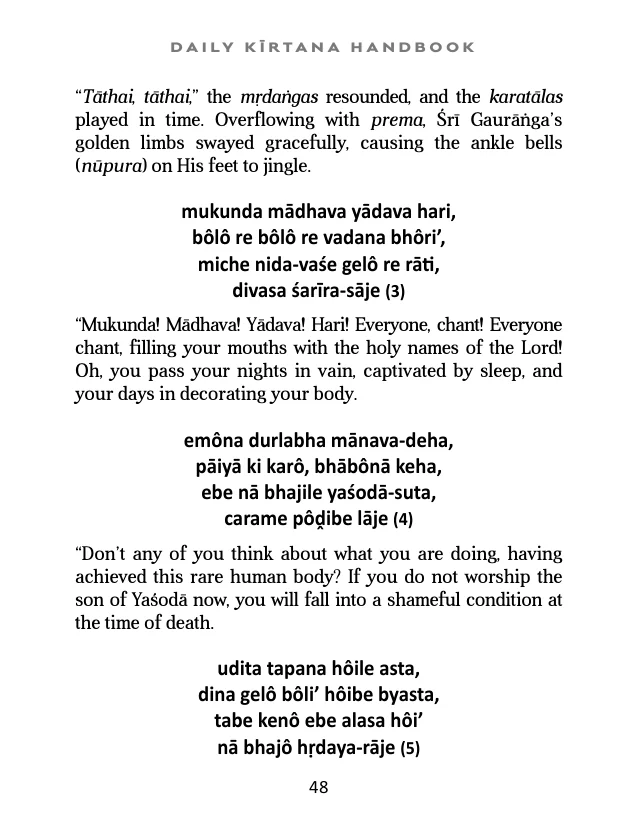 DAILY KĪRTANA HANDBOOK
“Tāthai, tāthai,” the mṛdaṅgas resounded, and the karatālas
played in time. Overflowing with prema, Śrī Gaurāṅga’s
golden limbs swayed gracefully, causing the ankle bells
(nūpura) on His feet to jingle.
mukunda mādhava yādava hari,
bôlô re bôlô re vadana bhôri’,
miche nida-vaśe gelô re rāti,
divasa śarīra-sāje (3)
“Mukunda! Mādhava! Yādava! Hari! Everyone, chant! Everyone
chant, filling your mouths with the holy names of the Lord!
Oh, you pass your nights in vain, captivated by sleep, and
your days in decorating your body.
emôna durlabha mānava-deha,
pāiyā ki karô, bhābônā keha,
ebe nā bhajile yaśodā-suta,
carame pôḓibe lāje (4)
“Don’t any of you think about what you are doing, having
achieved this rare human body? If you do not worship the
son of Yaśodā now, you will fall into a shameful condition at
the time of death.
udita tapana hôile asta,
dina gelô bôli’ hôibe byasta,
tabe kenô ebe alasa hôi’
nā bhajô hṛdaya-rāje (5)
48